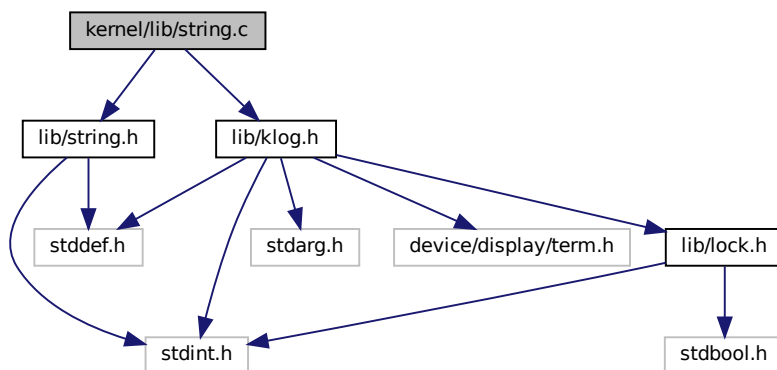 kernel/lib/string.c
lib/string.h
lib/klog.h
stddef.h
stdarg.h
device/display/term.h
lib/lock.h
stdint.h
stdbool.h